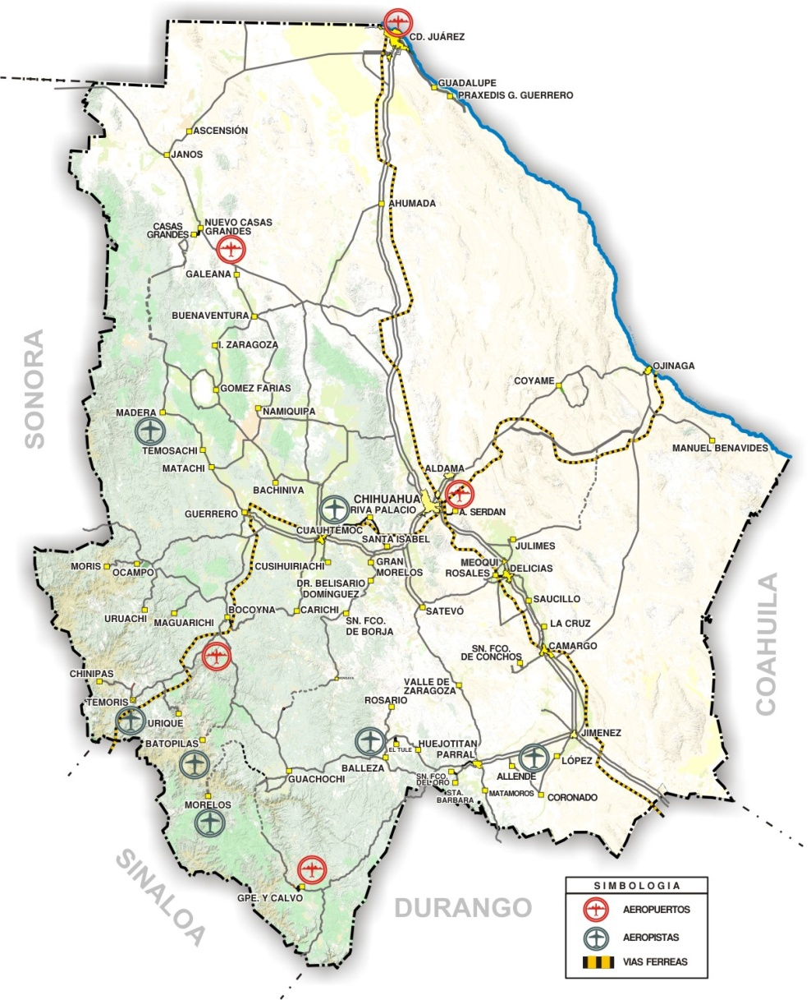 CD. JUÁREZ
GUADALUPE
PRAXEDIS G. GUERRERO
ASCENSIÓN
JANOS
AHUMADA
CASAS
GRANDES
NUEVO CASAS
GRANDES
GALEANA
BUENAVENTURA
I. ZARAGOZA
GOMEZ FARIAS
NAMIQUIPA
MADERA
TEMOSACHI
MATACHI
BACHINIVA
OJINAGA
COYAME
MANUEL BENAVIDES
ALDAMA
CHIHUAHUA
RIVA PALACIO
A. SERDAN
GUERRERO
CUAUHTEMOC
SANTA ISABEL
JULIMES
MEOQUI
ROSALES
DELICIAS
MORIS
OCAMPO
CUSIHUIRIACHI
GRAN
MORELOS
DR. BELISARIO
DOMÍNGUEZ
SAUCILLO
URUACHI
MAGUARICHI
BOCOYNA
CARICHI
SN. FCO.
DE BORJA
SATEVÓ
LA CRUZ
CAMARGO
SN. FCO.
DE CONCHOS
CHINIPAS
TEMORIS
URIQUE
BATOPILAS
VALLE DE
ZARAGOZA
ROSARIO
EL TULE
HUEJOTITAN
PARRAL
BALLEZA
GUACHOCHI
SN. FCO.
DEL ORO
STA.
BARBARA
MATAMOROS
ALLENDE
LÓPEZ
CORONADO
JIMENEZ
MORELOS
GPE. Y CALVO
SONORA
SINALOA
DURANGO
COAHUILA
SIMBOLOGIA
AEROPUERTOS
AEROPISTAS
VIAS FERREAS